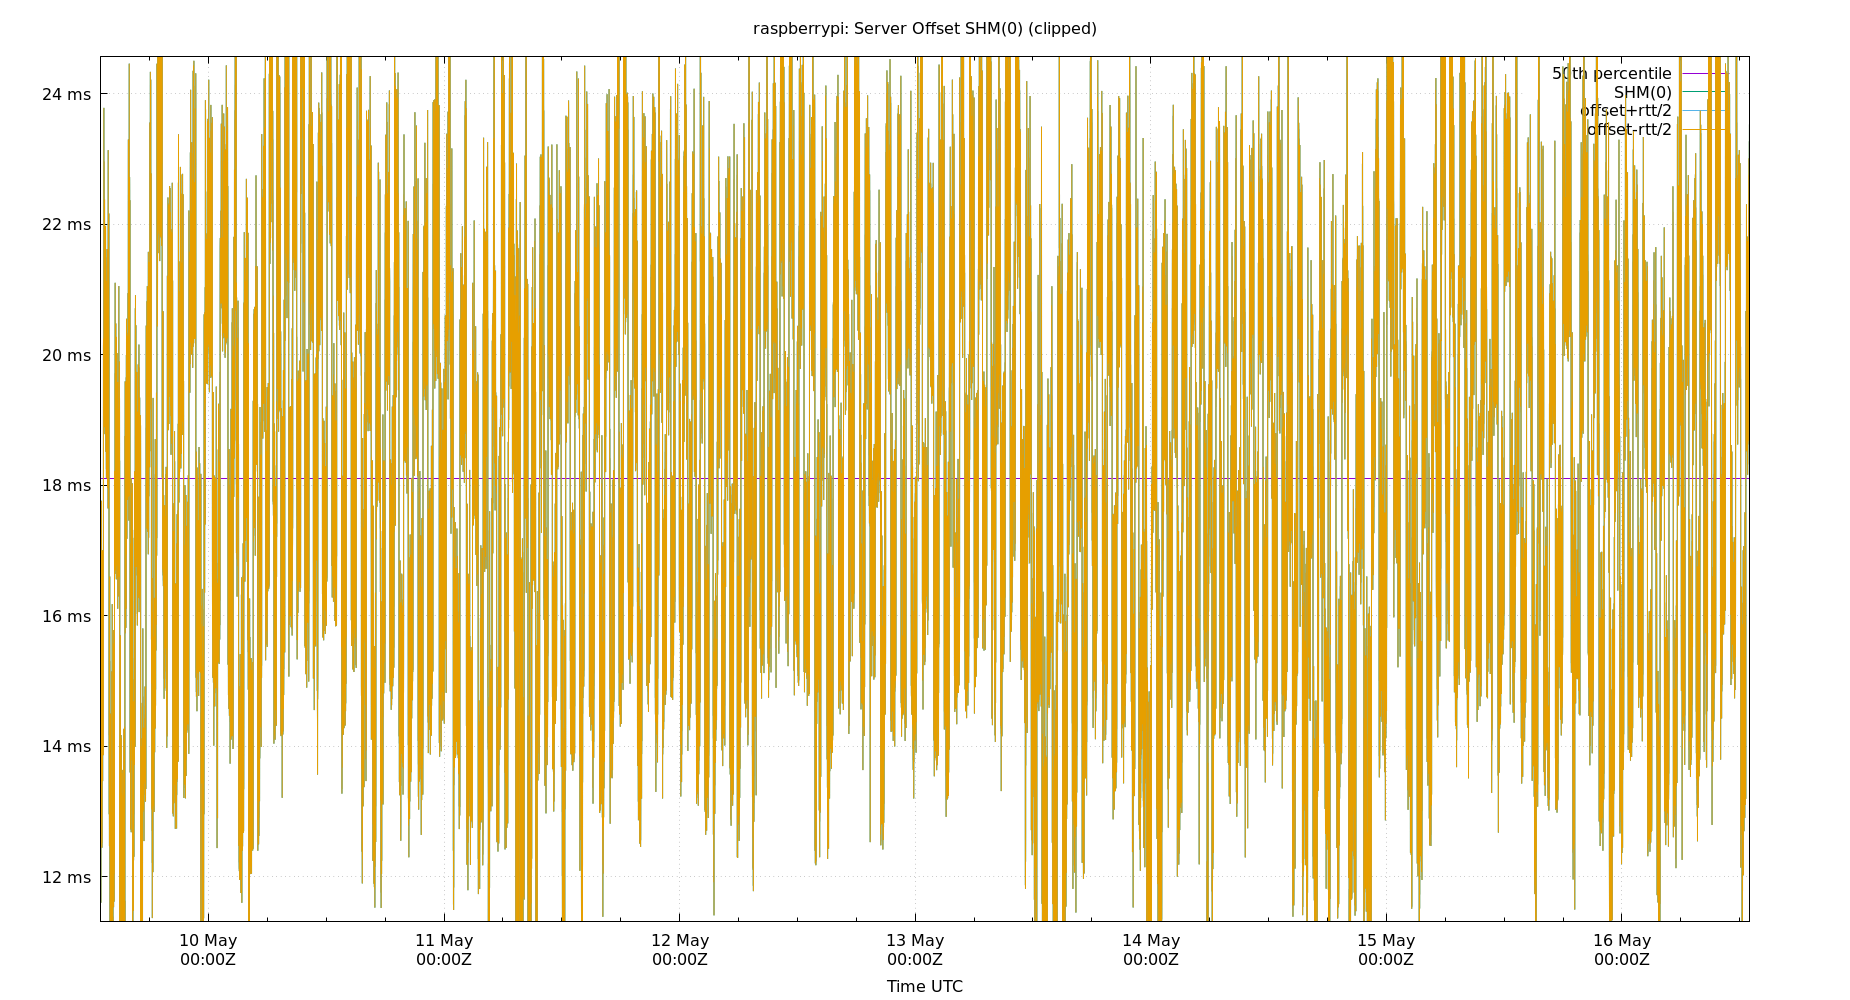 raspberrypi: Server Offset SHM(0) (clipped)
50th percentile
SHM(0)
offset+rtt/2
offset-rtt/2
24 ms
22 ms
20 ms
18 ms
16 ms
14 ms
12 ms
10 May 11 May 12 May 13 May 14 May 15 May 16 May
00:00Z 00:00Z 00:00Z 00:00Z 00:00Z 00:00Z 00:00Z
Time UTC